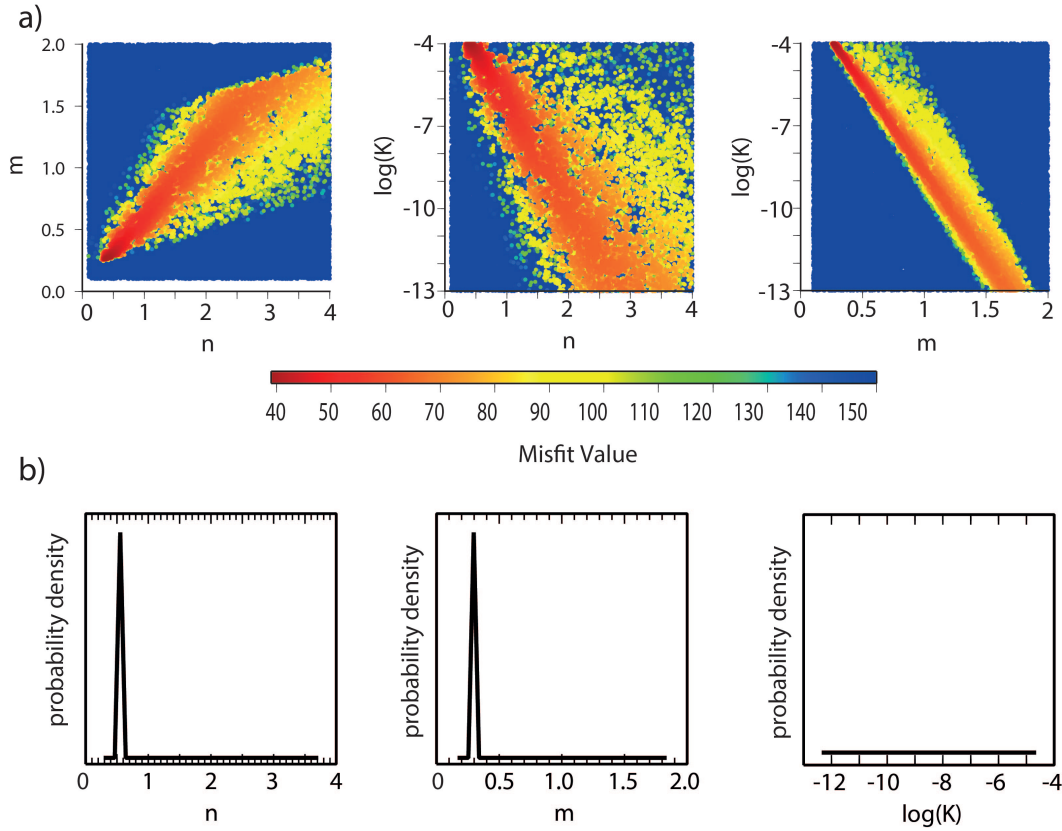 a)
2.0
1.5
1.0
0.5
0.0
m
0
1
2
3
4
n
-4
-7
-10
-13
log(K)
0
1
2
3
4
n
-4
-7
-10
-13
log(K)
0.5
1
1.5
2
m
40 50 60 70 80 90 100 110 120 130 140 150
Misfit Value
b)
probability density
0 1 2 3 4
n
probability density
0 0.5 1.0 1.5 2.0
m
probability density
-12 -10 -8 -6 -4
log(K)